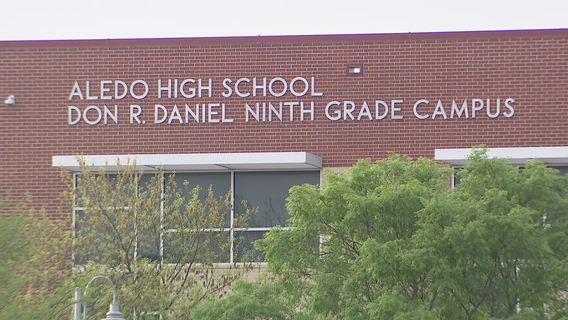 ALEDO HIGH SCHOOL
DON R. DANIEL NINTH GRADE CAMPUS